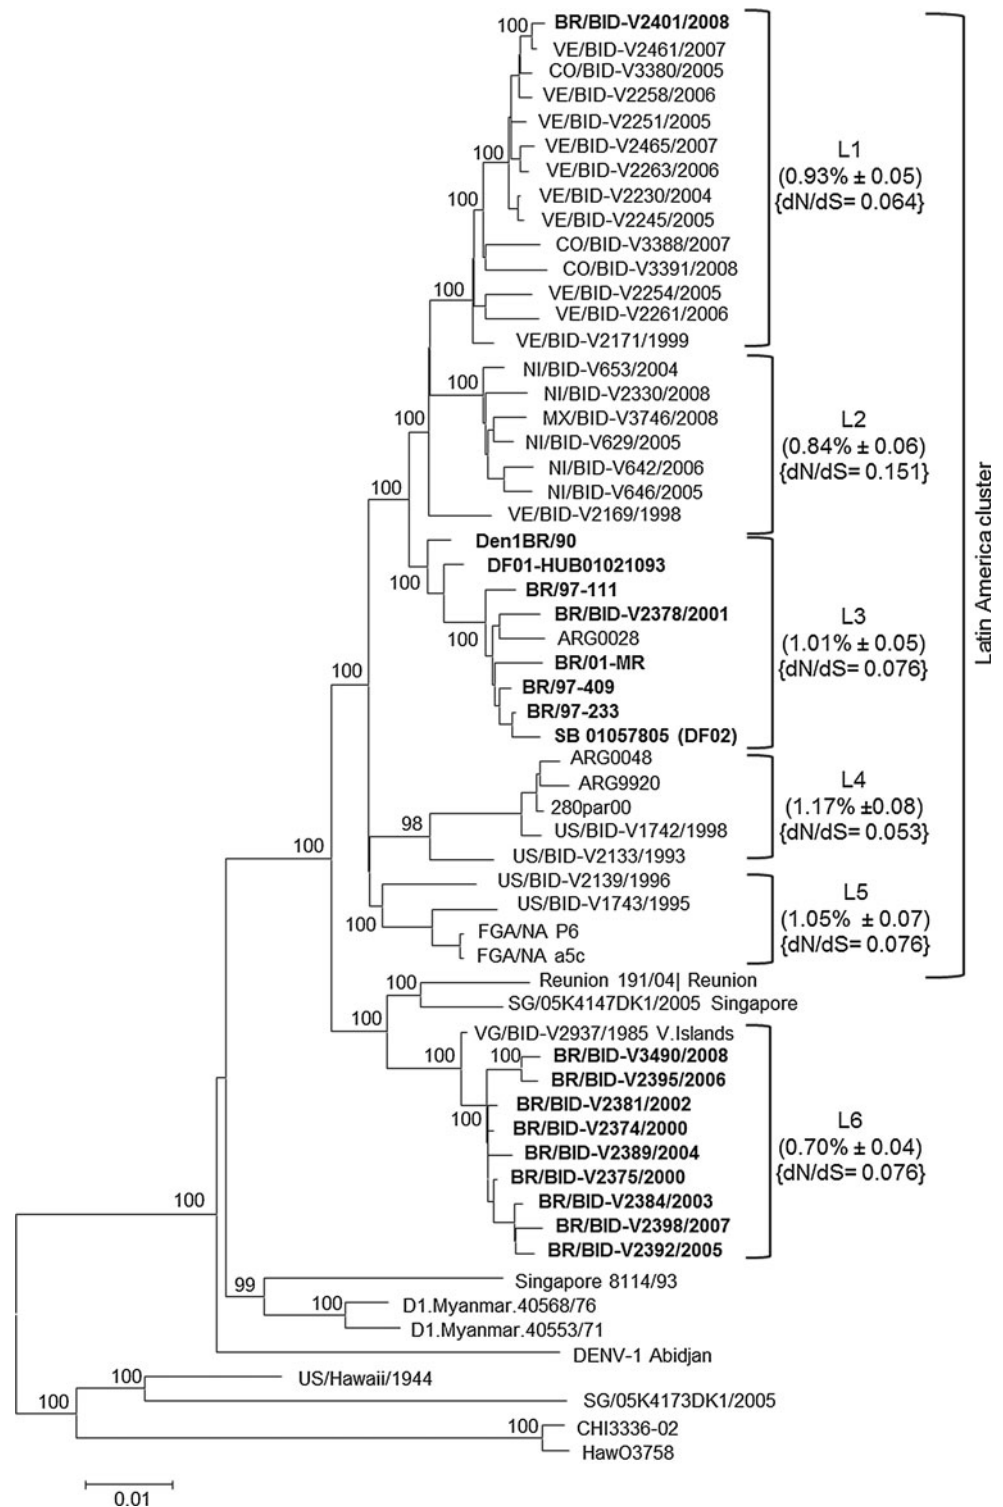 100 BR/BID-V2401/2008
VE/BID-V2461/2007
CO/BID-V3380/2005
VE/BID-V2258/2006
VE/BID-V2251/2005
100 VE/BID-V2465/2007
VE/BID-V2263/2006
100 VE/BID-V2230/2004
VE/BID-V2245/2005
CO/BID-V3388/2007
CO/BID-V3391/2008
100 VE/BID-V2254/2005
VE/BID-V2261/2006
VE/BID-V2171/1999
L1
(0.93% ± 0.05)
{dN/dS= 0.064}
NI/BID-V653/2004
100 NI/BID-V2330/2008
MX/BID-V3746/2008
100 NI/BID-V629/2005
NI/BID-V642/2006
100 NI/BID-V646/2005
VE/BID-V2169/1998
L2
(0.84% ± 0.06)
{dN/dS= 0.151}
Den1BR/90
DF01-HUB01021093
100 BR/97-111
BR/BID-V2378/2001
100 ARG0028
100 BR/01-MR
BR/97-409
BR/97-233
SB 01057805 (DF02)
L3
(1.01% ± 0.05)
{dN/dS= 0.076}
ARG0048
ARG9920
280par00
98 US/BID-V1742/1998
100 US/BID-V2133/1993
L4
(1.17% ±0.08)
{dN/dS= 0.053}
US/BID-V2139/1996
US/BID-V1743/1995
100 FGA/NA P6
FGA/NA a5c
L5
(1.05% ± 0.07)
{dN/dS= 0.076}
Latin America cluster
100 Reunion 191/04| Reunion
SG/05K4147DK1/2005 Singapore
100 VG/BID-V2937/1985 V.Islands
100 100 BR/BID-V3490/2008
BR/BID-V2395/2006
BR/BID-V2381/2002
100 BR/BID-V2374/2000
BR/BID-V2389/2004
BR/BID-V2375/2000
100 BR/BID-V2384/2003
BR/BID-V2398/2007
BR/BID-V2392/2005
L6
(0.70% ± 0.04)
{dN/dS= 0.076}
99 Singapore 8114/93
100 D1.Myanmar.40568/76
D1.Myanmar.40553/71
DENV-1 Abidjan
100 US/Hawaii/1944
100 SG/05K4173DK1/2005
100 CHI3336-02
HawO3758
0.01